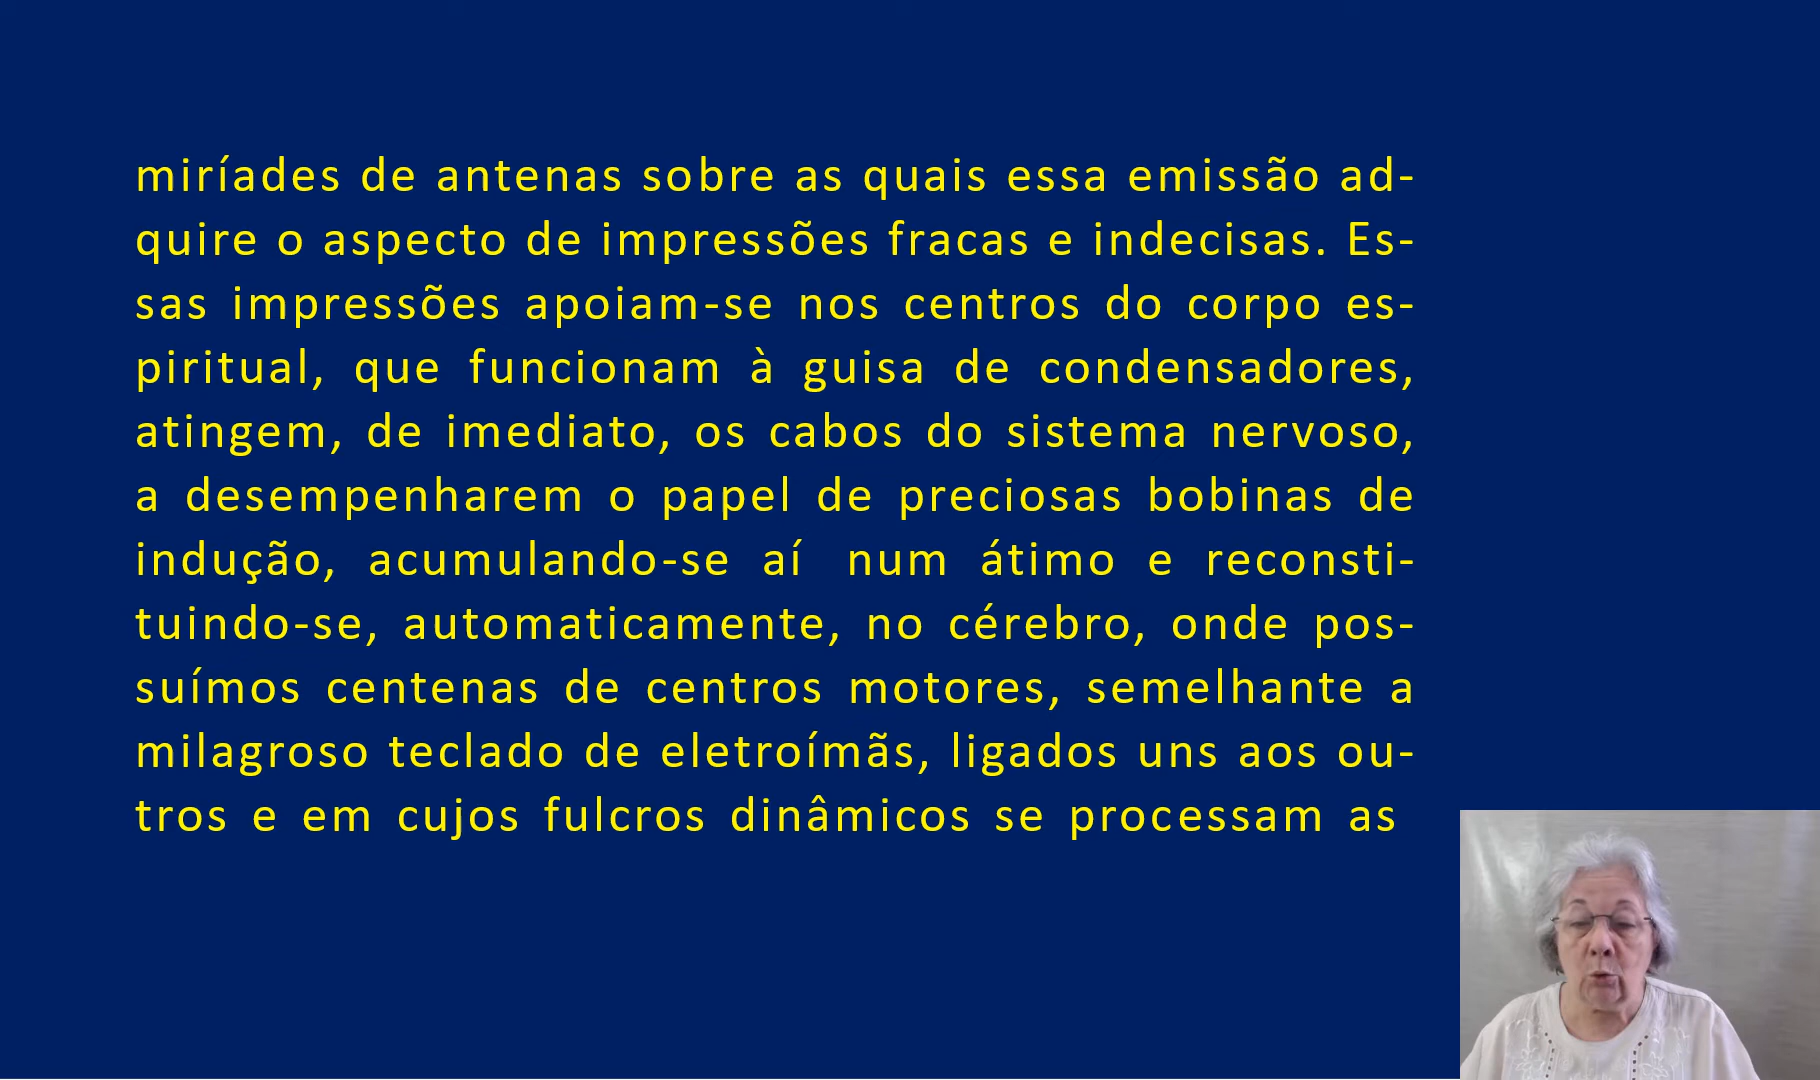 miríades de antenas sobre as quais essa emissão ad-
quire o aspecto de impressões fracas e indecisas. Es-
sas impressões apoiam-se nos centros do corpo es-
piritual, que funcionam à guisa de condensadores,
atingem, de imediato, os cabos do sistema nervoso,
a desempenharem o papel de preciosas bobinas de
indução, acumulando-se aí num átimo e reconsti-
tuindo-se, automaticamente, no cérebro, onde pos-
suímos centenas de centros motores, semelhante a
milagroso teclado de eletroímãs, ligados uns aos ou-
tros e em cujos fulcros dinâmicos se processam as